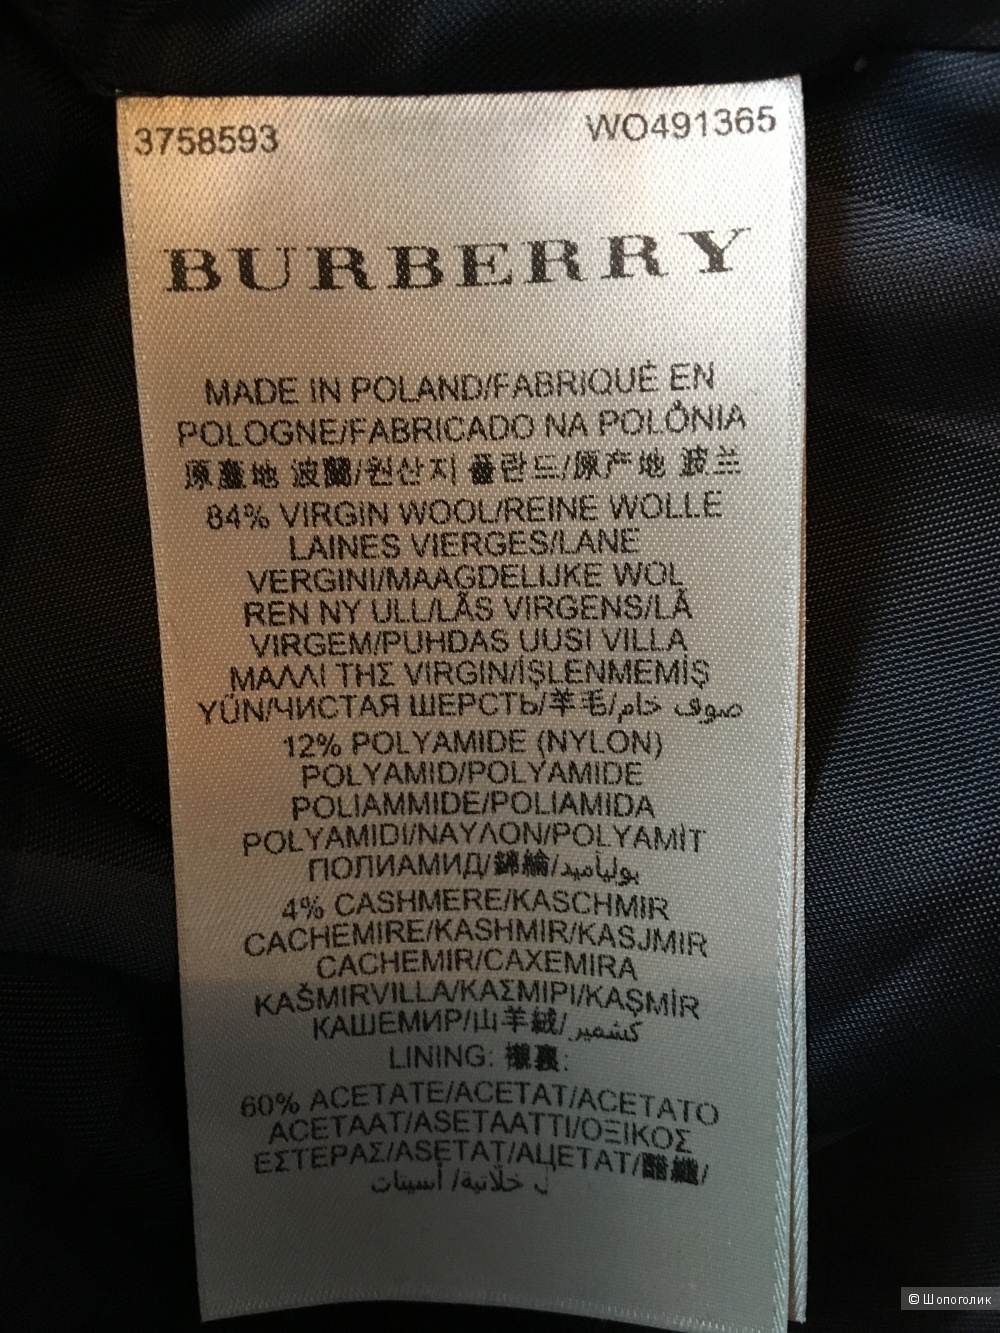 3758593 WO491365
BURBERRY
MADE IN POLAND/FABRIQUÉ EN
POLOGNE/FABRICADO NA POLÔNIA
原產地 波蘭/원산지 폴란드/原产地 波兰
84% VIRGIN WOOL/REINE WOLLE
LAINES VIERGES/LANE
VERGINI/MAAGDELIJKE WOL
REN NY ULL/LÃS VIRGENS/LÃ
VIRGEM/PUHDAS UUSI VILLA
ΜΑΛΛΙ ΤΗΣ VIRGIN/İŞLENMEMİŞ
YÜN/ЧИСТАЯ ШЕРСТЬ/羊毛/صوف خام
12% POLYAMIDE (NYLON)
POLYAMID/POLYAMIDE
POLIAMMIDE/POLIAMIDA
POLYAMIDI/ΝΑΥΛΟΝ/POLYAMİT
ПОЛИАМИД/錦綸/بولياميد
4% CASHMERE/KASCHMIR
CACHEMIRE/KASHMIR/KASJMIR
CACHEMIR/CAXEMIRA
KAŠMIRVILLA/ΚΑΣΜΙΡΙ/KAŞMİR
КАШЕМИР/山羊絨/كشمير
LINING: 襯裏:
60% ACETATE/ACETAT/ACETATO
ACETAAT/ASETAATTI/ΟΞΙΚΟΣ
ΕΣΤΕΡΑΣ/ASETAT/АЦЕТАТ/醋纖/
خلاتية/ أسيتات
© Шопоголик